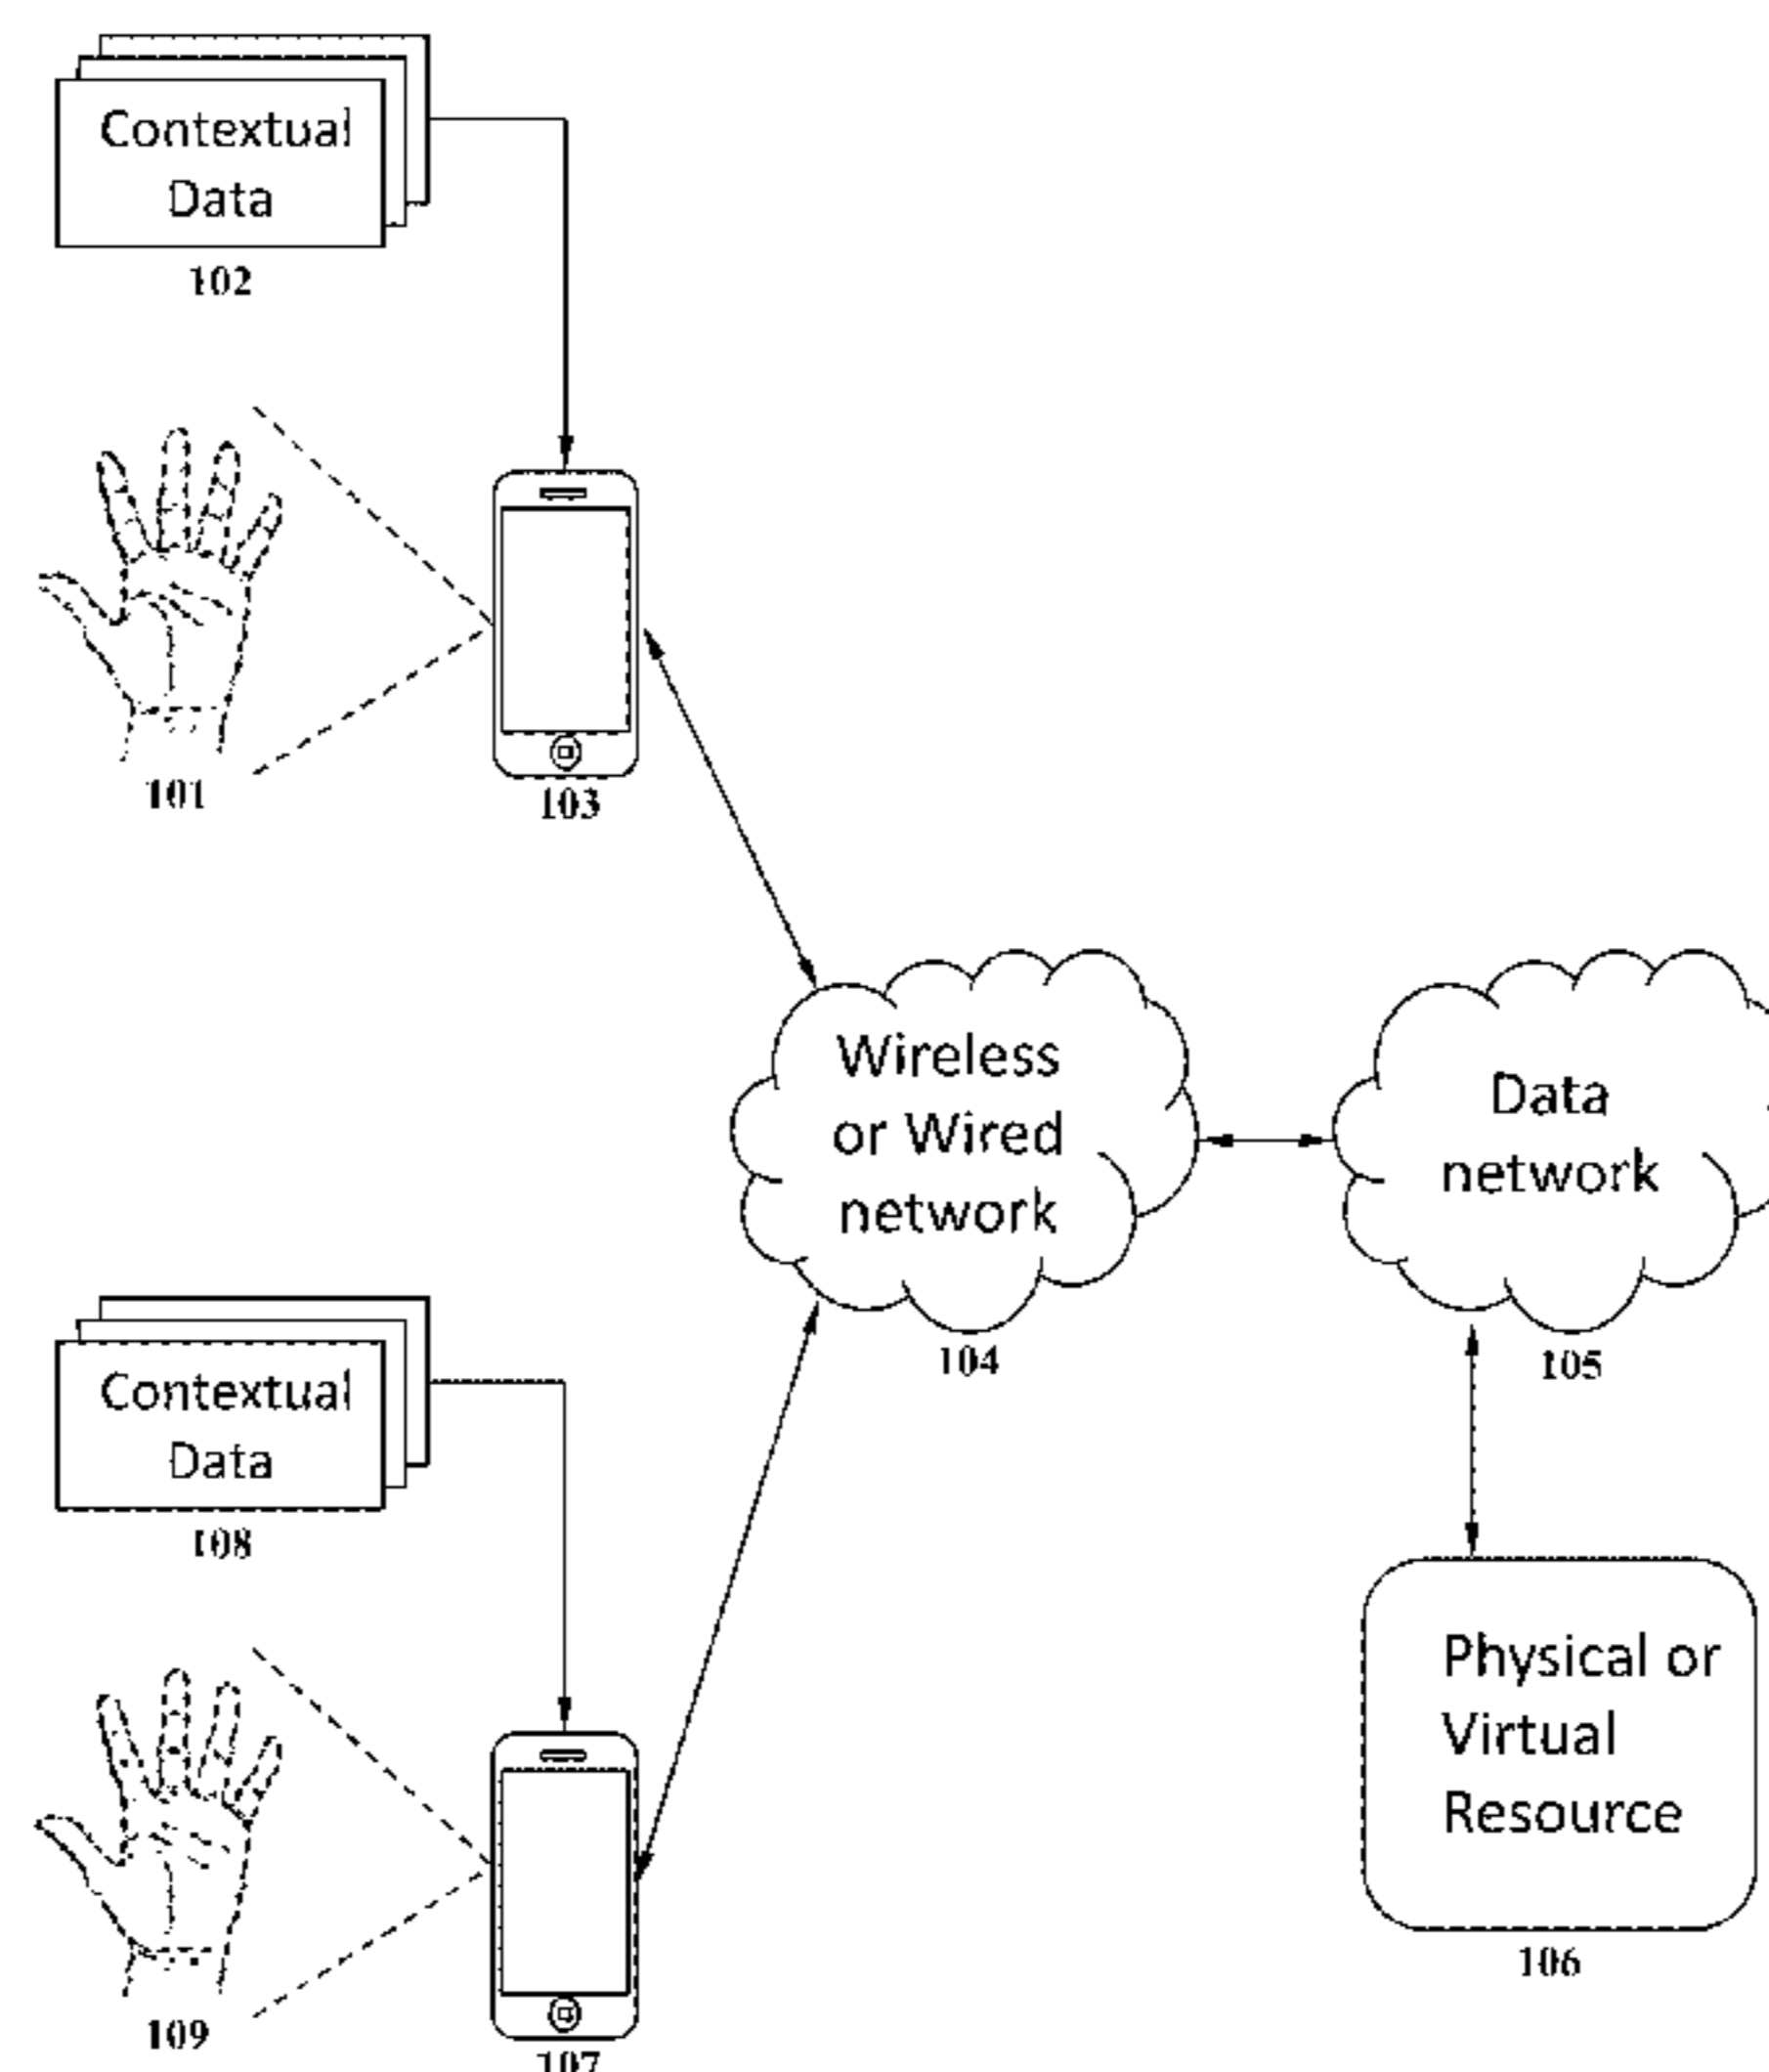 Contextual
Data
102
101
103
Wireless
or Wired
network
104
Data
network
105
Contextual
Data
108
Physical or
Virtual
Resource
106
109
107